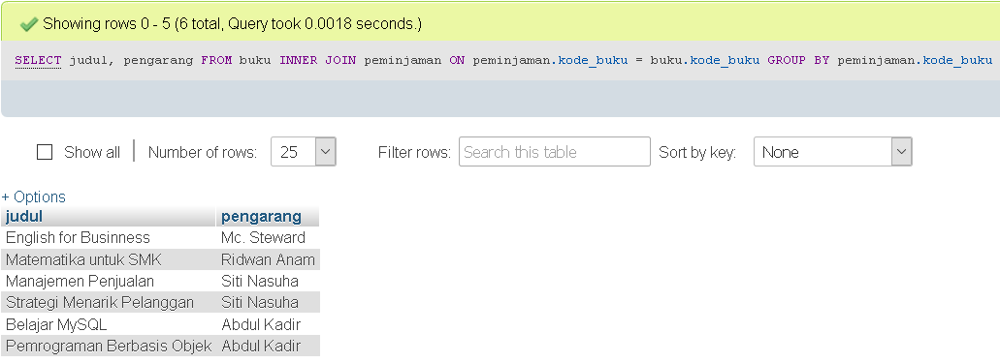 Showing rows 0 - 5 (6 total, Query took 0.0018 seconds.)
SELECT judul, pengarang FROM buku INNER JOIN peminjaman ON peminjaman.kode_buku = buku.kode_buku GROUP BY peminjaman.kode_buku
Show all | Number of rows: 25 Filter rows: Search this table Sort by key: None
+ Options
judul pengarang
English for Businness Mc. Steward
Matematika untuk SMK Ridwan Anam
Manajemen Penjualan Siti Nasuha
Strategi Menarik Pelanggan Siti Nasuha
Belajar MySQL Abdul Kadir
Pemrograman Berbasis Objek Abdul Kadir